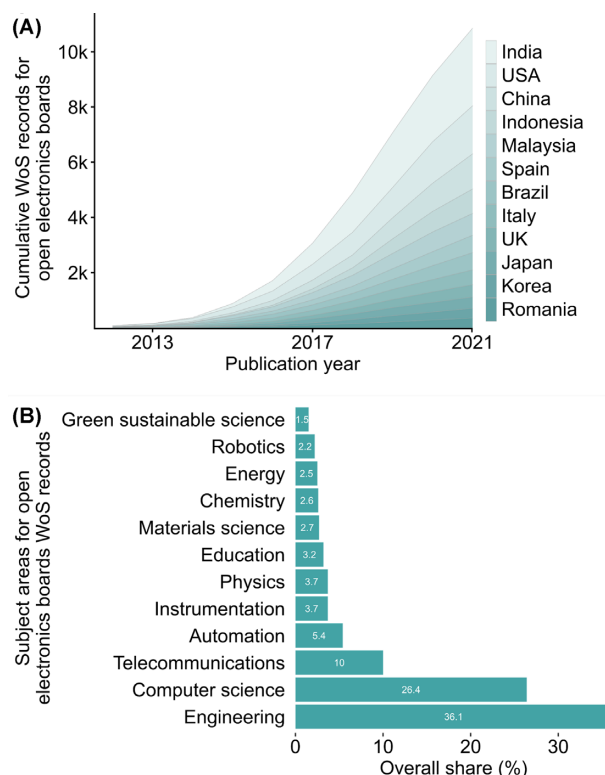 (A)
Cumulative WoS records for
open electronics boards
10k
8k
6k
4k
2k
2013
2017
2021
Publication year
India
USA
China
Indonesia
Malaysia
Spain
Brazil
Italy
UK
Japan
Korea
Romania
(B)
Subject areas for open
electronics boards WoS records
Green sustainable science 1.5
Robotics 2.2
Energy 2.5
Chemistry 2.6
Materials science 2.7
Education 3.2
Physics 3.7
Instrumentation 3.7
Automation 5.4
Telecommunications 10
Computer science 26.4
Engineering 36.1
0 10 20 30
Overall share (%)